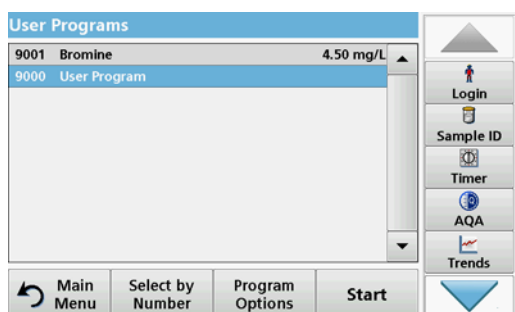 User Programs
9001 Bromine 4.50 mg/L
9000 User Program
Login
Sample ID
Timer
AQA
Trends
Main
Menu
Select by
Number
Program
Options
Start